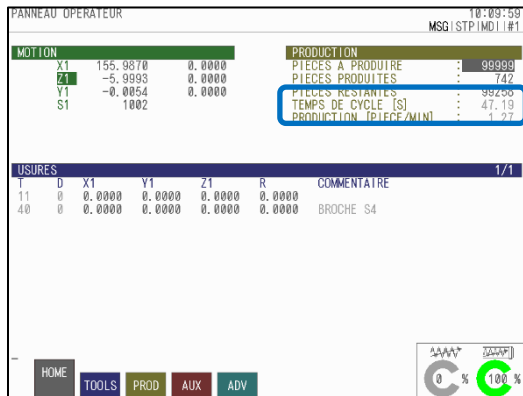 PANNEAU OPERATEUR 10:09:59
MSG|STP|MDI|#1
MOTION PRODUCTION
X1 155.9870 0.0000 PIECES A PRODUIRE : 99999
Z1 -5.9993 0.0000 PIECES PRODUITES : 742
Y1 -0.0054 0.0000 PIECES RESTANTES : 99258
S1 1002 TEMPS DE CYCLE [S] : 47.19
PRODUCTION [PIECE/MIN] : 1.27
USURES 1/1
T D X1 Y1 Z1 R COMMENTAIRE
11 0 0.0000 0.0000 0.0000 0.0000
40 0 0.0000 0.0000 0.0000 0.0000 BROCHE S4
HOME TOOLS PROD AUX ADV
0 % 100 %